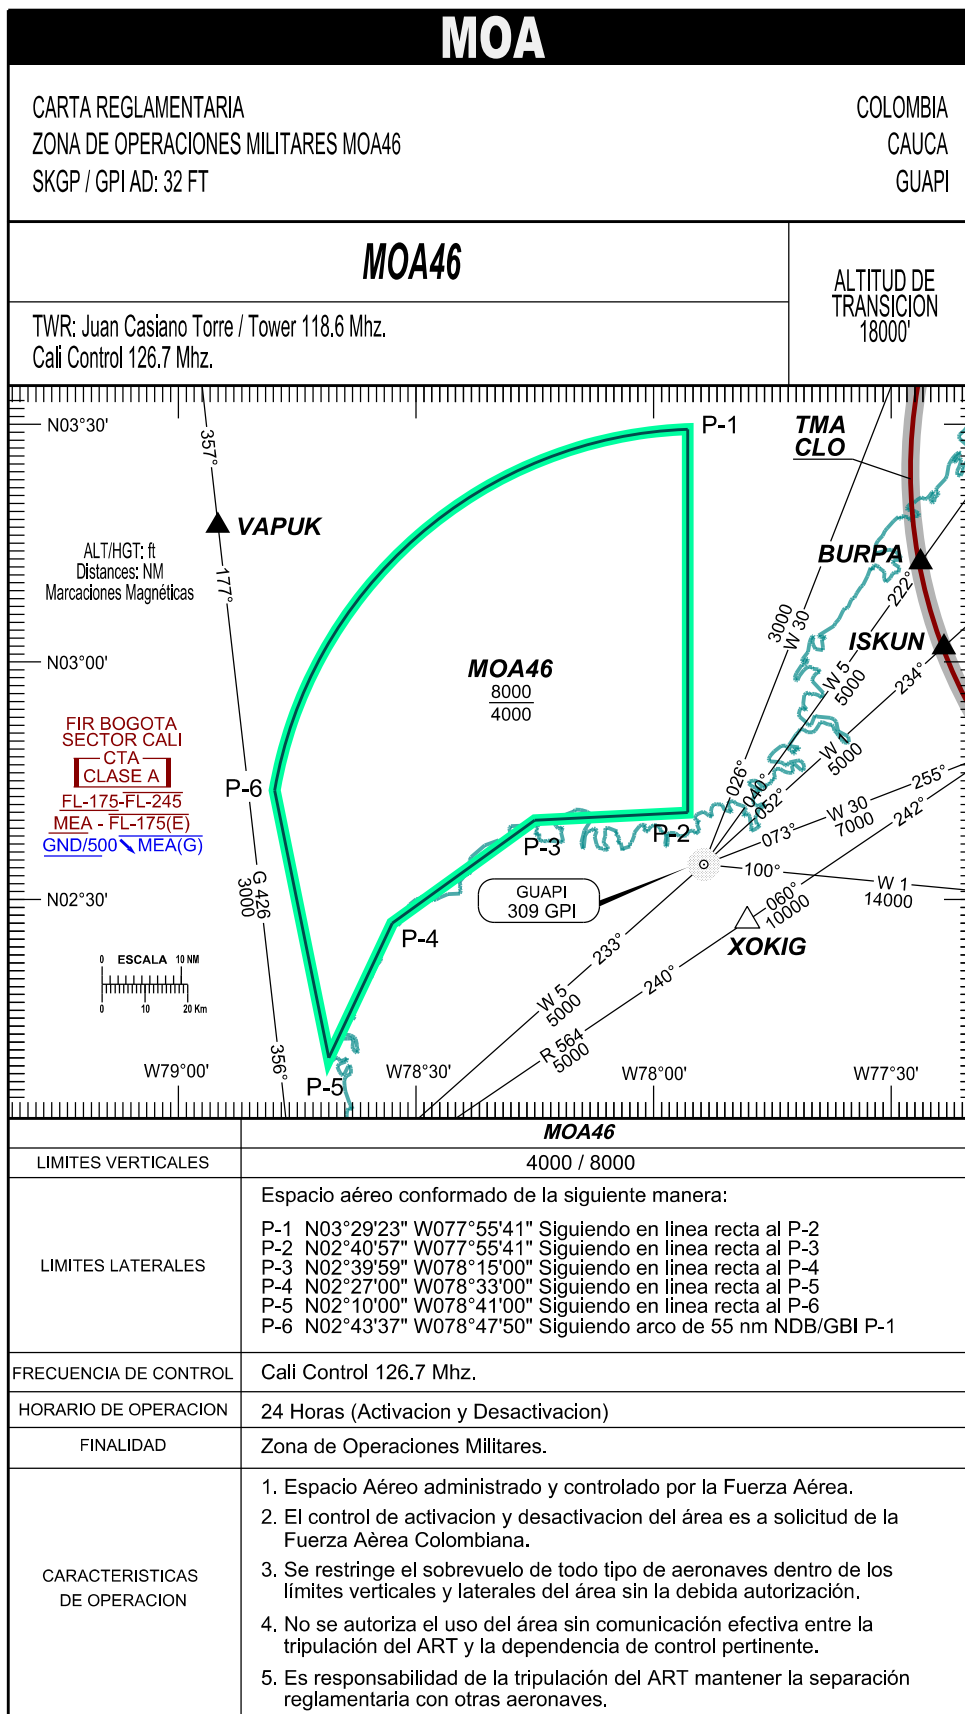 MOA
CARTA REGLAMENTARIA
ZONA DE OPERACIONES MILITARES MOA46
SKGP / GPI AD: 32 FT
COLOMBIA
CAUCA
GUAPI
MOA46
TWR: Juan Casiano Torre / Tower 118.6 Mhz.
Cali Control 126.7 Mhz.
ALTITUD DE
TRANSICION
18000'
N03°30'
P-1
TMA
CLO
357°
VAPUK
ALT/HGT: ft
Distances: NM
Marcaciones Magnéticas
177°
BURPA
222°
3000
W 30
ISKUN
N03°00'
234°
MOA46
8000
4000
W 5
5000
FIR BOGOTA
SECTOR CALI
CTA
CLASE A
FL-175-FL-245
MEA - FL-175(E)
GND/500 MEA(G)
W 1
5000
P-6
026°
040°
052°
255°
W 30
7000
242°
073°
P-2
P-3
100°
G 426
3000
N02°30'
GUAPI
309 GPI
060°
10000
W 1
14000
P-4
XOKIG
233°
240°
0 ESCALA 10 NM
0 10 20 Km
W 5
5000
R 564
5000
356°
W79°00'
W78°30'
W78°00'
W77°30'
P-5
MOA46
LIMITES VERTICALES
4000 / 8000
LIMITES LATERALES
Espacio aéreo conformado de la siguiente manera:
P-1 N03°29'23" W077°55'41" Siguiendo en linea recta al P-2
P-2 N02°40'57" W077°55'41" Siguiendo en linea recta al P-3
P-3 N02°39'59" W078°15'00" Siguiendo en linea recta al P-4
P-4 N02°27'00" W078°33'00" Siguiendo en linea recta al P-5
P-5 N02°10'00" W078°41'00" Siguiendo en linea recta al P-6
P-6 N02°43'37" W078°47'50" Siguiendo arco de 55 nm NDB/GBI P-1
FRECUENCIA DE CONTROL
Cali Control 126.7 Mhz.
HORARIO DE OPERACION
24 Horas (Activacion y Desactivacion)
FINALIDAD
Zona de Operaciones Militares.
CARACTERISTICAS
DE OPERACION
1. Espacio Aéreo administrado y controlado por la Fuerza Aérea.
2. El control de activacion y desactivacion del área es a solicitud de la
Fuerza Aèrea Colombiana.
3. Se restringe el sobrevuelo de todo tipo de aeronaves dentro de los
límites verticales y laterales del área sin la debida autorización.
4. No se autoriza el uso del área sin comunicación efectiva entre la
tripulación del ART y la dependencia de control pertinente.
5. Es responsabilidad de la tripulación del ART mantener la separación
reglamentaria con otras aeronaves.